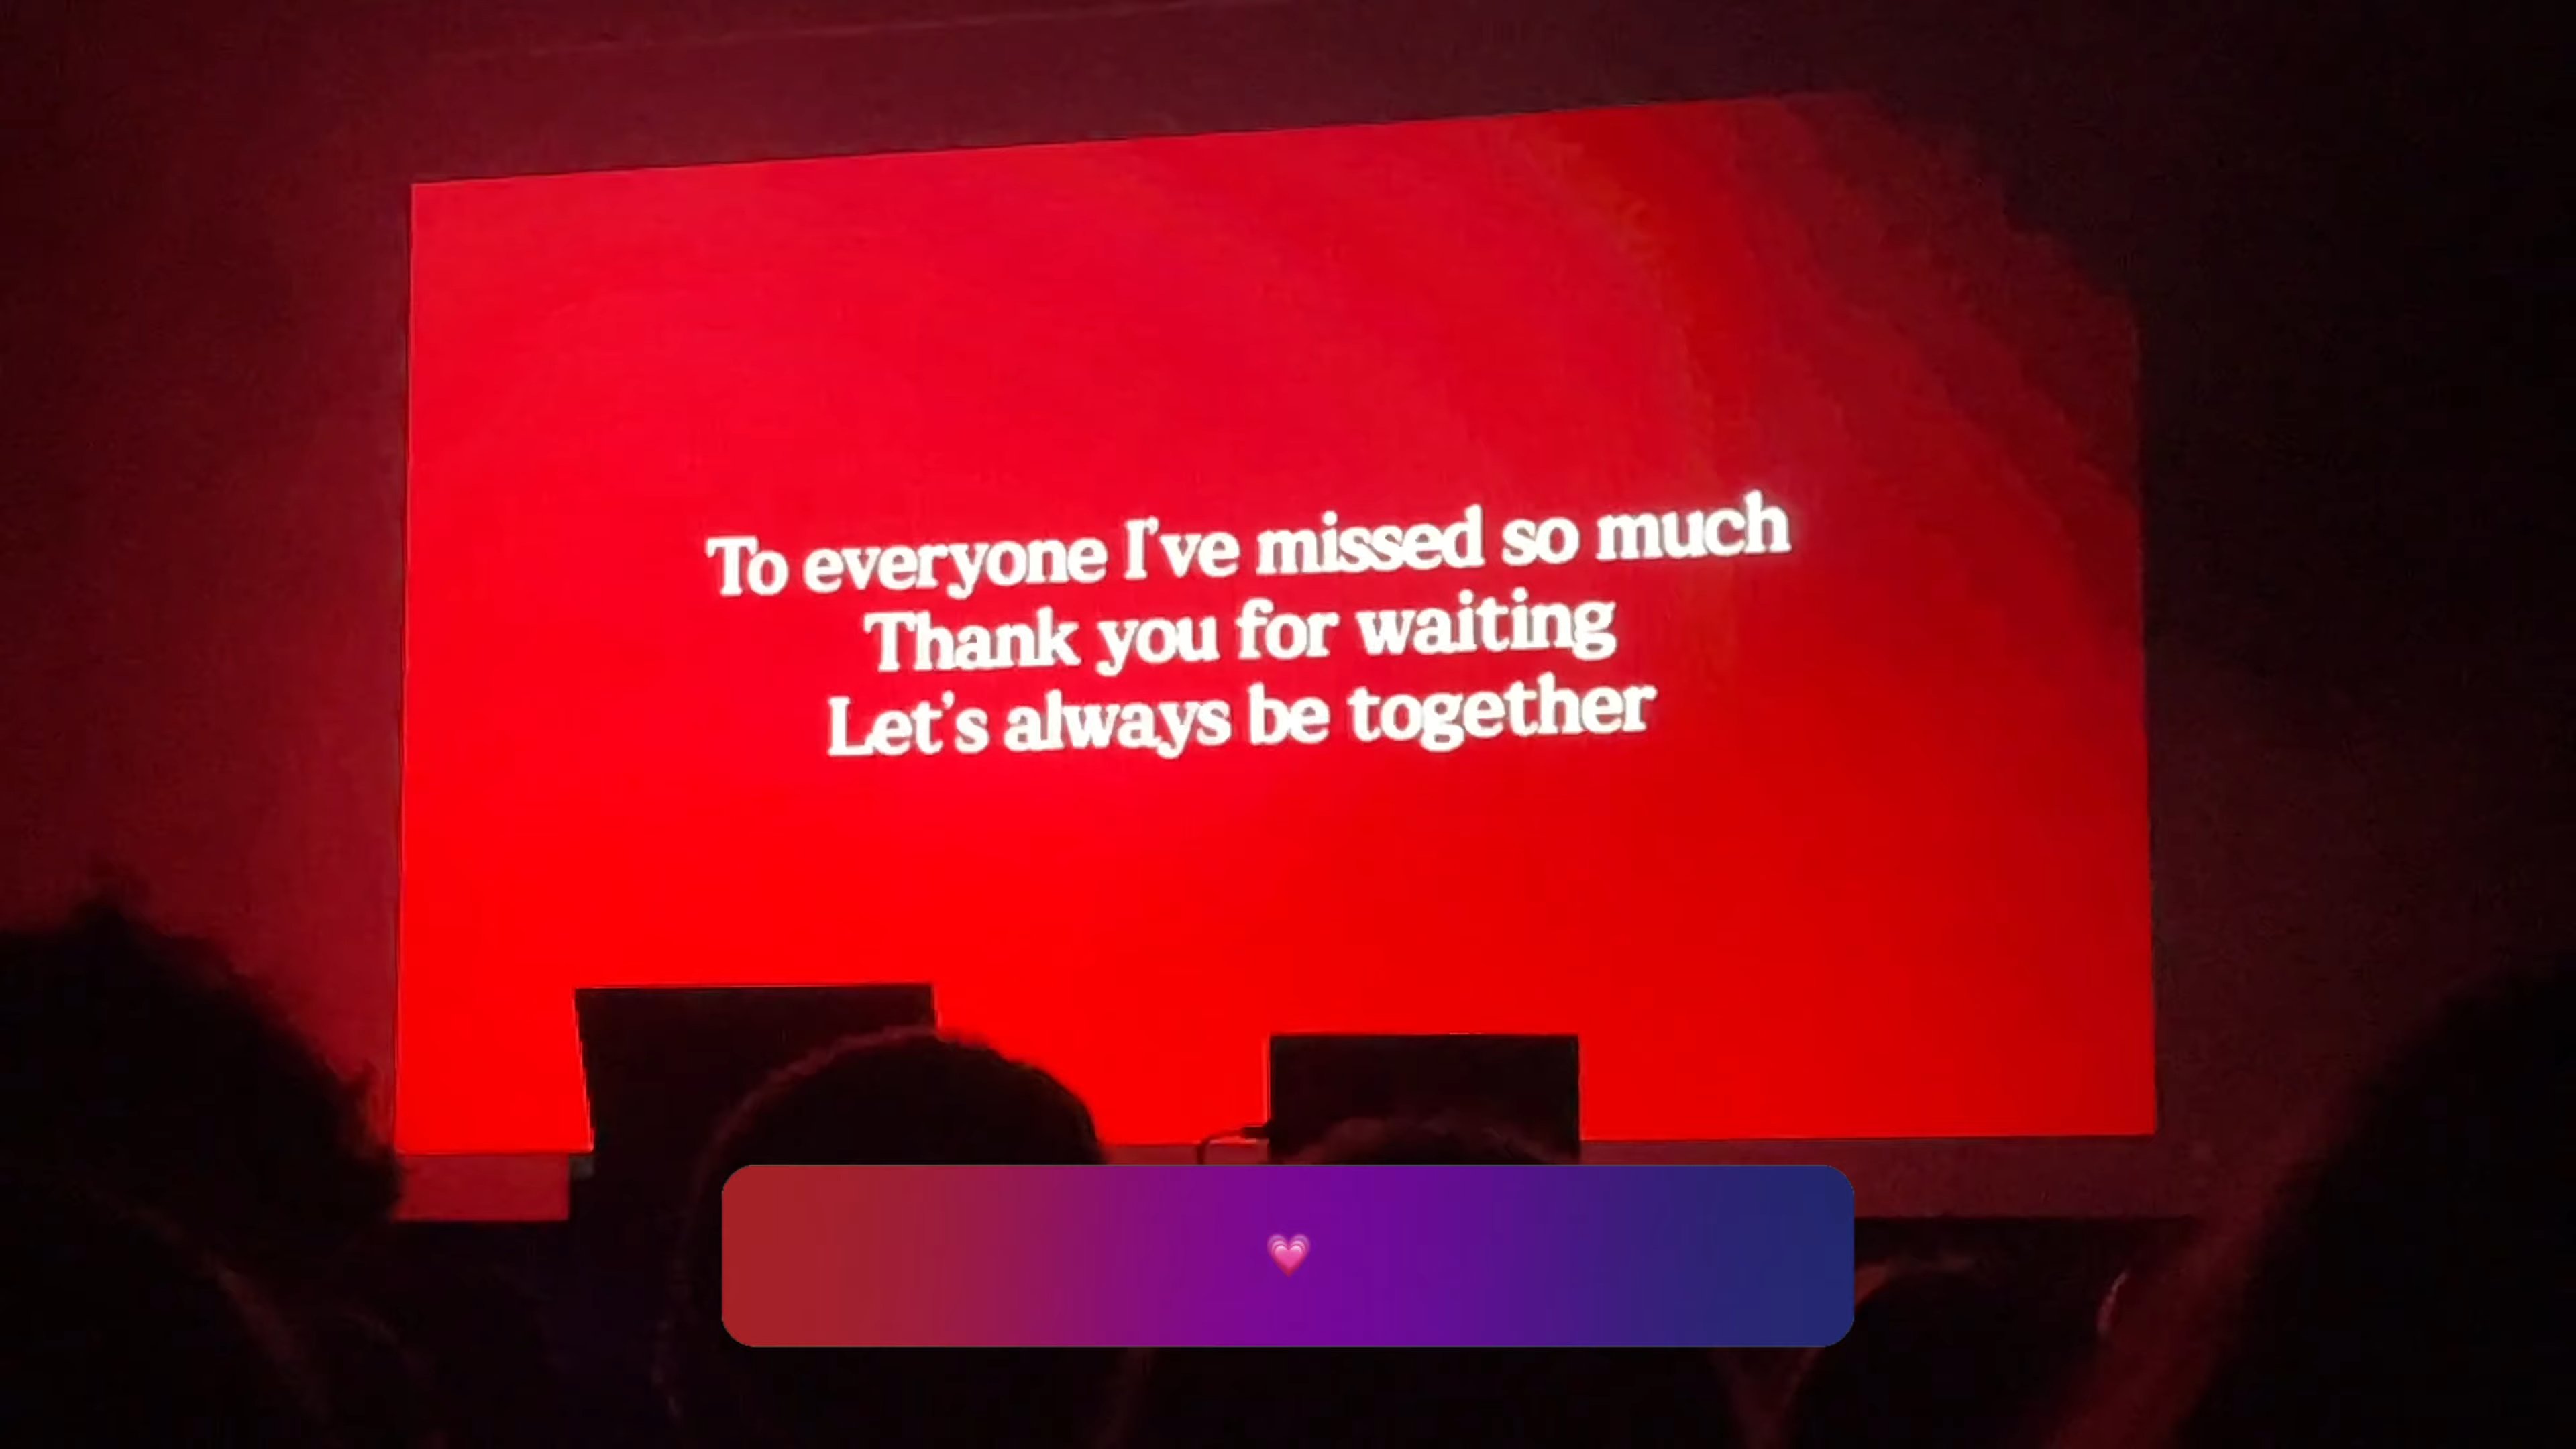 To everyone I've missed so much
Thank you for waiting
Let's always be together
💗